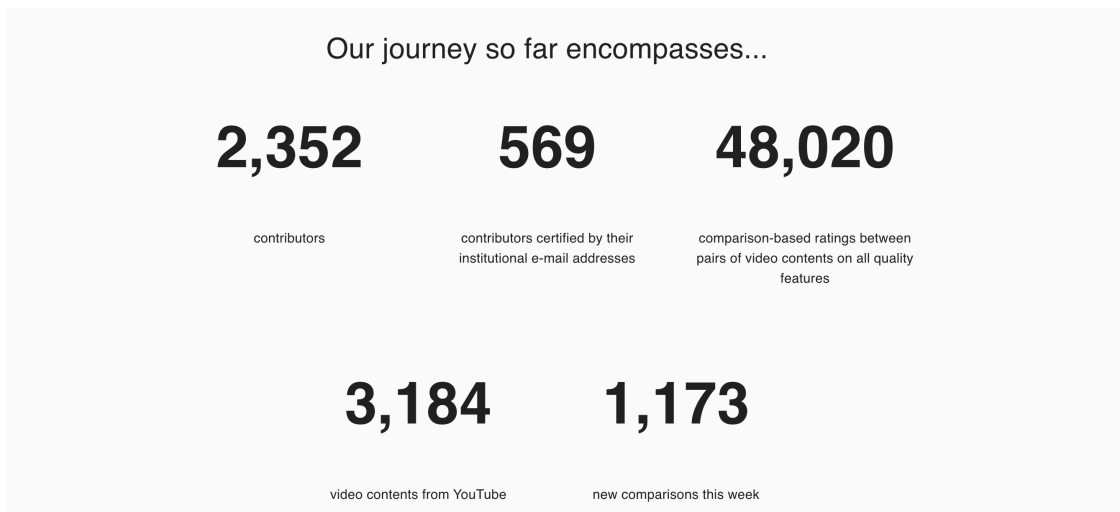 Our journey so far encompasses...
2,352
569
48,020
contributors
contributors certified by their
institutional e-mail addresses
comparison-based ratings between
pairs of video contents on all quality
features
3,184
1,173
video contents from YouTube
new comparisons this week